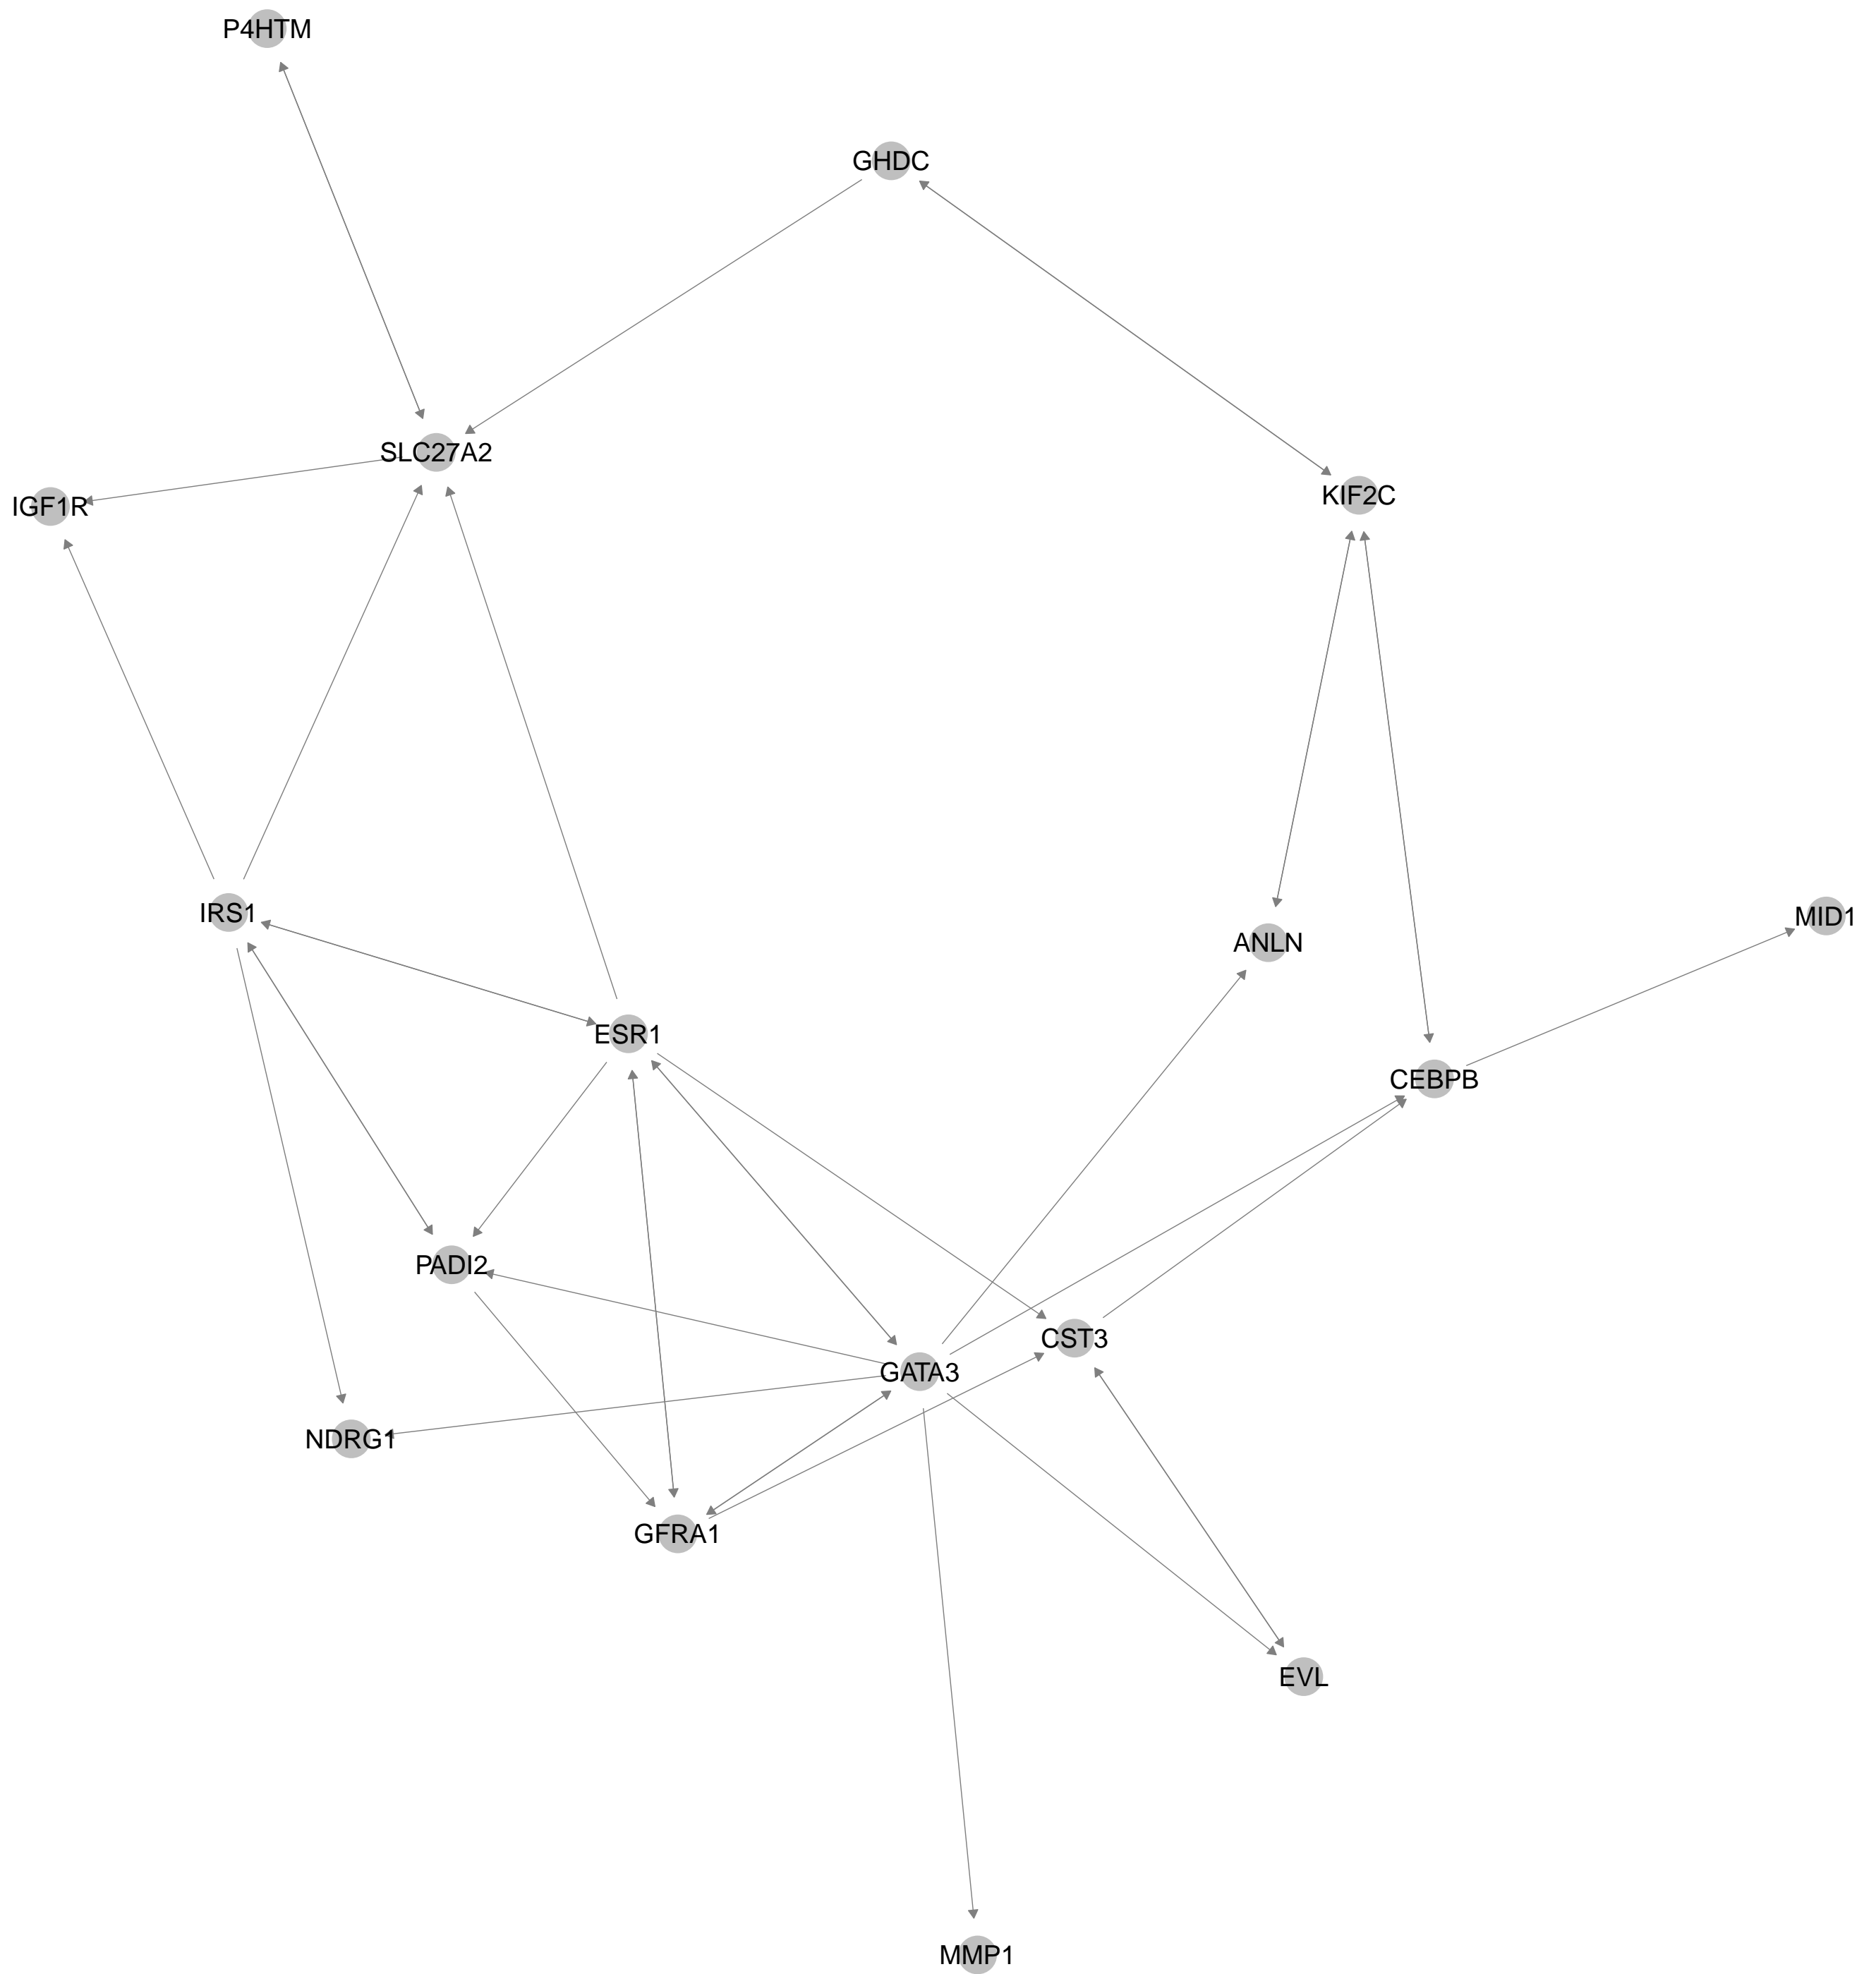 P4HTM
GHDC
SLC27A2
KIF2C
IGF1R
IRS1
MID1
ANLN
ESR1
CEBPB
PADI2
CST3
GATA3
NDRG1
GFRA1
EVL
MMP1